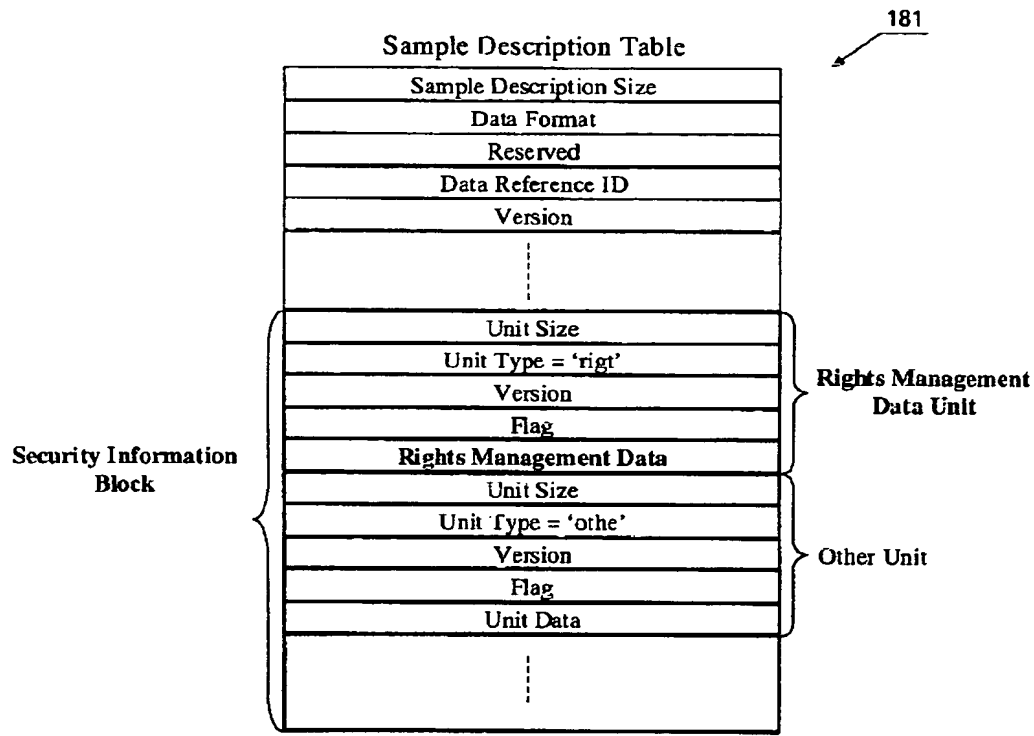 181
Sample Description Table
Sample Description Size
Data Format
Reserved
Data Reference ID
Version
Unit Size
Unit Type = ‘rigt’
Version
Flag
Rights Management Data
Rights Management
Data Unit
Security Information
Block
Unit Size
Unit Type = ‘othe’
Version
Flag
Unit Data
Other Unit